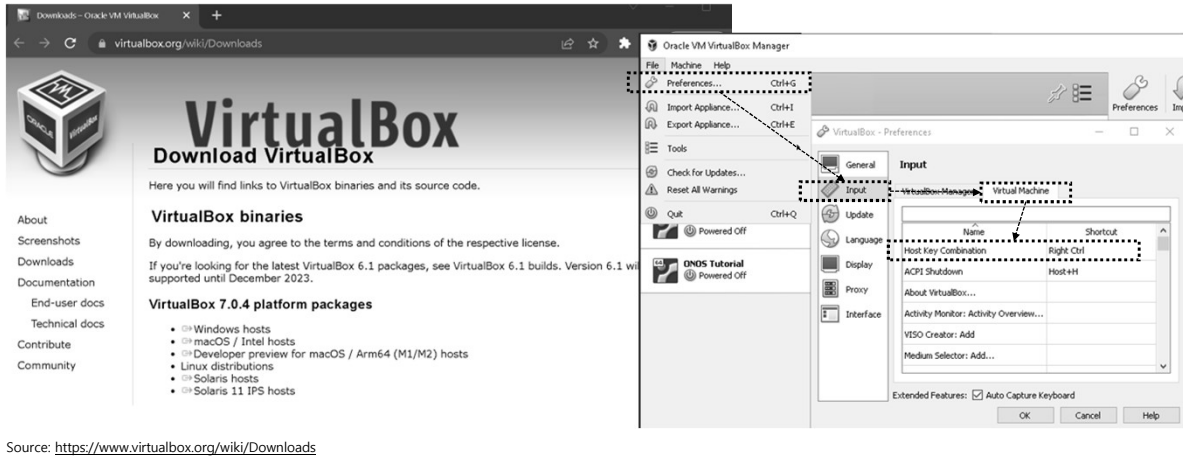 Downloads – Oracle VM VirtualBox
virtualbox.org/wiki/Downloads
ORACLE
VM
VirtualBox
VirtualBox
Download VirtualBox
Here you will find links to VirtualBox binaries and its source code.
VirtualBox binaries
By downloading, you agree to the terms and conditions of the respective license.
If you're looking for the latest VirtualBox 6.1 packages, see VirtualBox 6.1 builds. Version 6.1 wil
supported until December 2023.
VirtualBox 7.0.4 platform packages
• Windows hosts
• macOS / Intel hosts
• Developer preview for macOS / Arm64 (M1/M2) hosts
• Linux distributions
• Solaris hosts
• Solaris 11 IPS hosts
About
Screenshots
Downloads
Documentation
End-user docs
Technical docs
Contribute
Community
Oracle VM VirtualBox Manager
File Machine Help
Preferences... Ctrl+G
Import Appliance... Ctrl+I
Export Appliance... Ctrl+E
Tools
Check for Updates...
Reset All Warnings
Quit Ctrl+Q
Powered Off
64
ONOS Tutorial
Powered Off
Preferences
Imp
VirtualBox - Preferences
General
Input
Update
Language
Display
Proxy
Interface
Input
VirtualBox Manager Virtual Machine
Name Shortcut
Host Key Combination Right Ctrl
ACPI Shutdown Host+H
About VirtualBox...
Activity Monitor: Activity Overview...
VISO Creator: Add
Medium Selector: Add...
Extended Features: Auto Capture Keyboard
OK Cancel Help
Source: https://www.virtualbox.org/wiki/Downloads